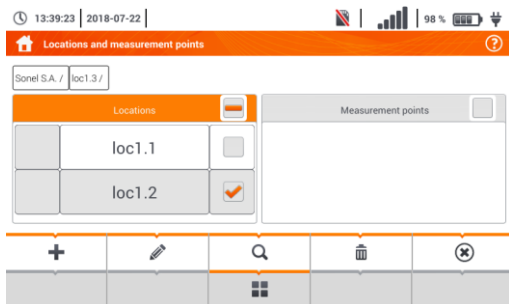 13:39:23 2018-07-22 98 %
Locations and measurement points
Sonel S.A. / loc1.3 /
Locations Measurement points
loc1.1
loc1.2